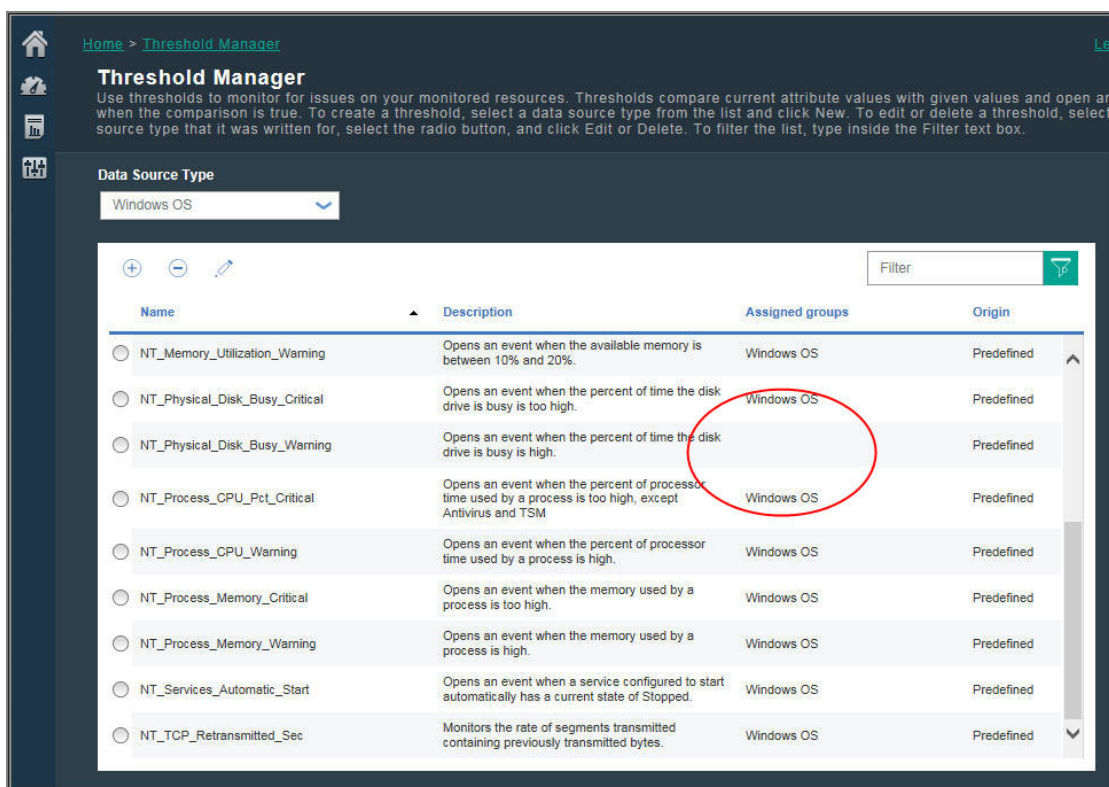 Home > Threshold Manager
Le
Threshold Manager
Use thresholds to monitor for issues on your monitored resources. Thresholds compare current attribute values with given values and open an
when the comparison is true. To create a threshold, select a data source type from the list and click New. To edit or delete a threshold, select
source type that it was written for, select the radio button, and click Edit or Delete. To filter the list, type inside the Filter text box.
Data Source Type
Windows OS
Filter
Name Description Assigned groups Origin
NT_Memory_Utilization_Warning
Opens an event when the available memory is
between 10% and 20%.
Windows OS
Predefined
NT_Physical_Disk_Busy_Critical
Opens an event when the percent of time the disk
drive is busy is too high.
Windows OS
Predefined
NT_Physical_Disk_Busy_Warning
Opens an event when the percent of time the disk
drive is busy is high.
Predefined
NT_Process_CPU_Pct_Critical
Opens an event when the percent of processor
time used by a process is too high, except
Antivirus and TSM
Windows OS
Predefined
NT_Process_CPU_Warning
Opens an event when the percent of processor
time used by a process is high.
Windows OS
Predefined
NT_Process_Memory_Critical
Opens an event when the memory used by a
process is too high.
Windows OS
Predefined
NT_Process_Memory_Warning
Opens an event when the memory used by a
process is high.
Windows OS
Predefined
NT_Services_Automatic_Start
Opens an event when a service configured to start
automatically has a current state of Stopped.
Windows OS
Predefined
NT_TCP_Retransmitted_Sec
Monitors the rate of segments transmitted
containing previously transmitted bytes.
Windows OS
Predefined